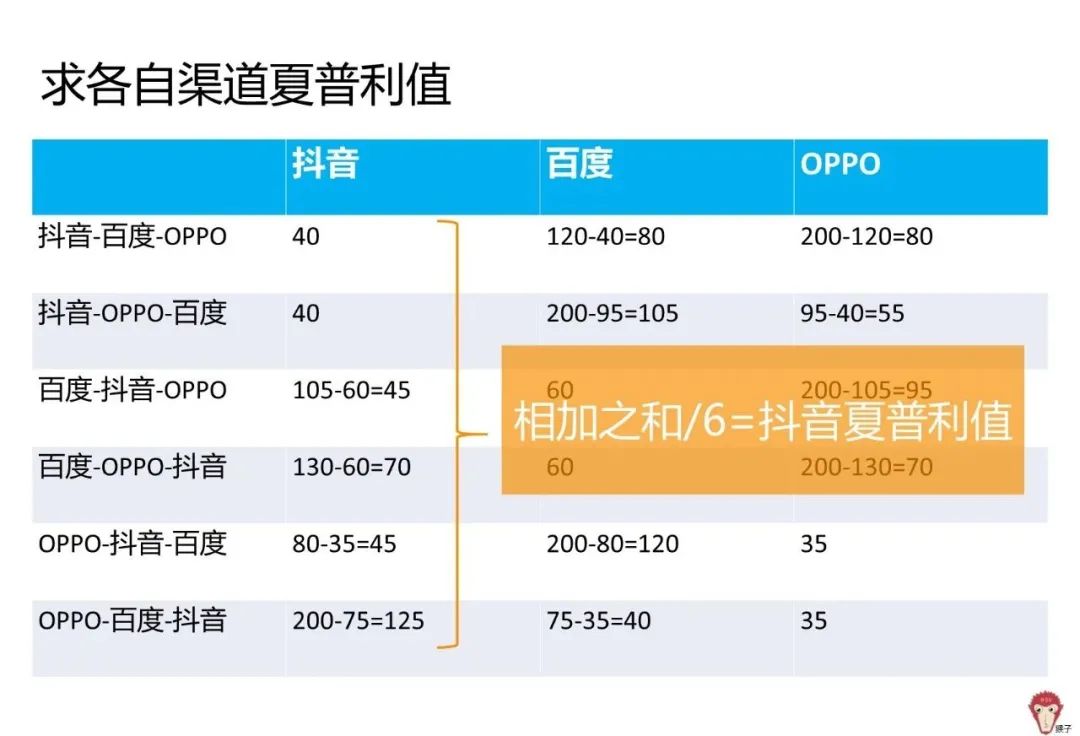 求各自渠道夏普利值
抖音 百度 OPPO
抖音-百度-OPPO 40 120-40=80 200-120=80
抖音-OPPO-百度 40 200-95=105 95-40=55
百度-抖音-OPPO 105-60=45 60 200-105=95
相加之和/6=抖音夏普利值
百度-OPPO-抖音 130-60=70 60 200-130=70
OPPO-抖音-百度 80-35=45 200-80=120 35
OPPO-百度-抖音 200-75=125 75-35=40 35
猴子